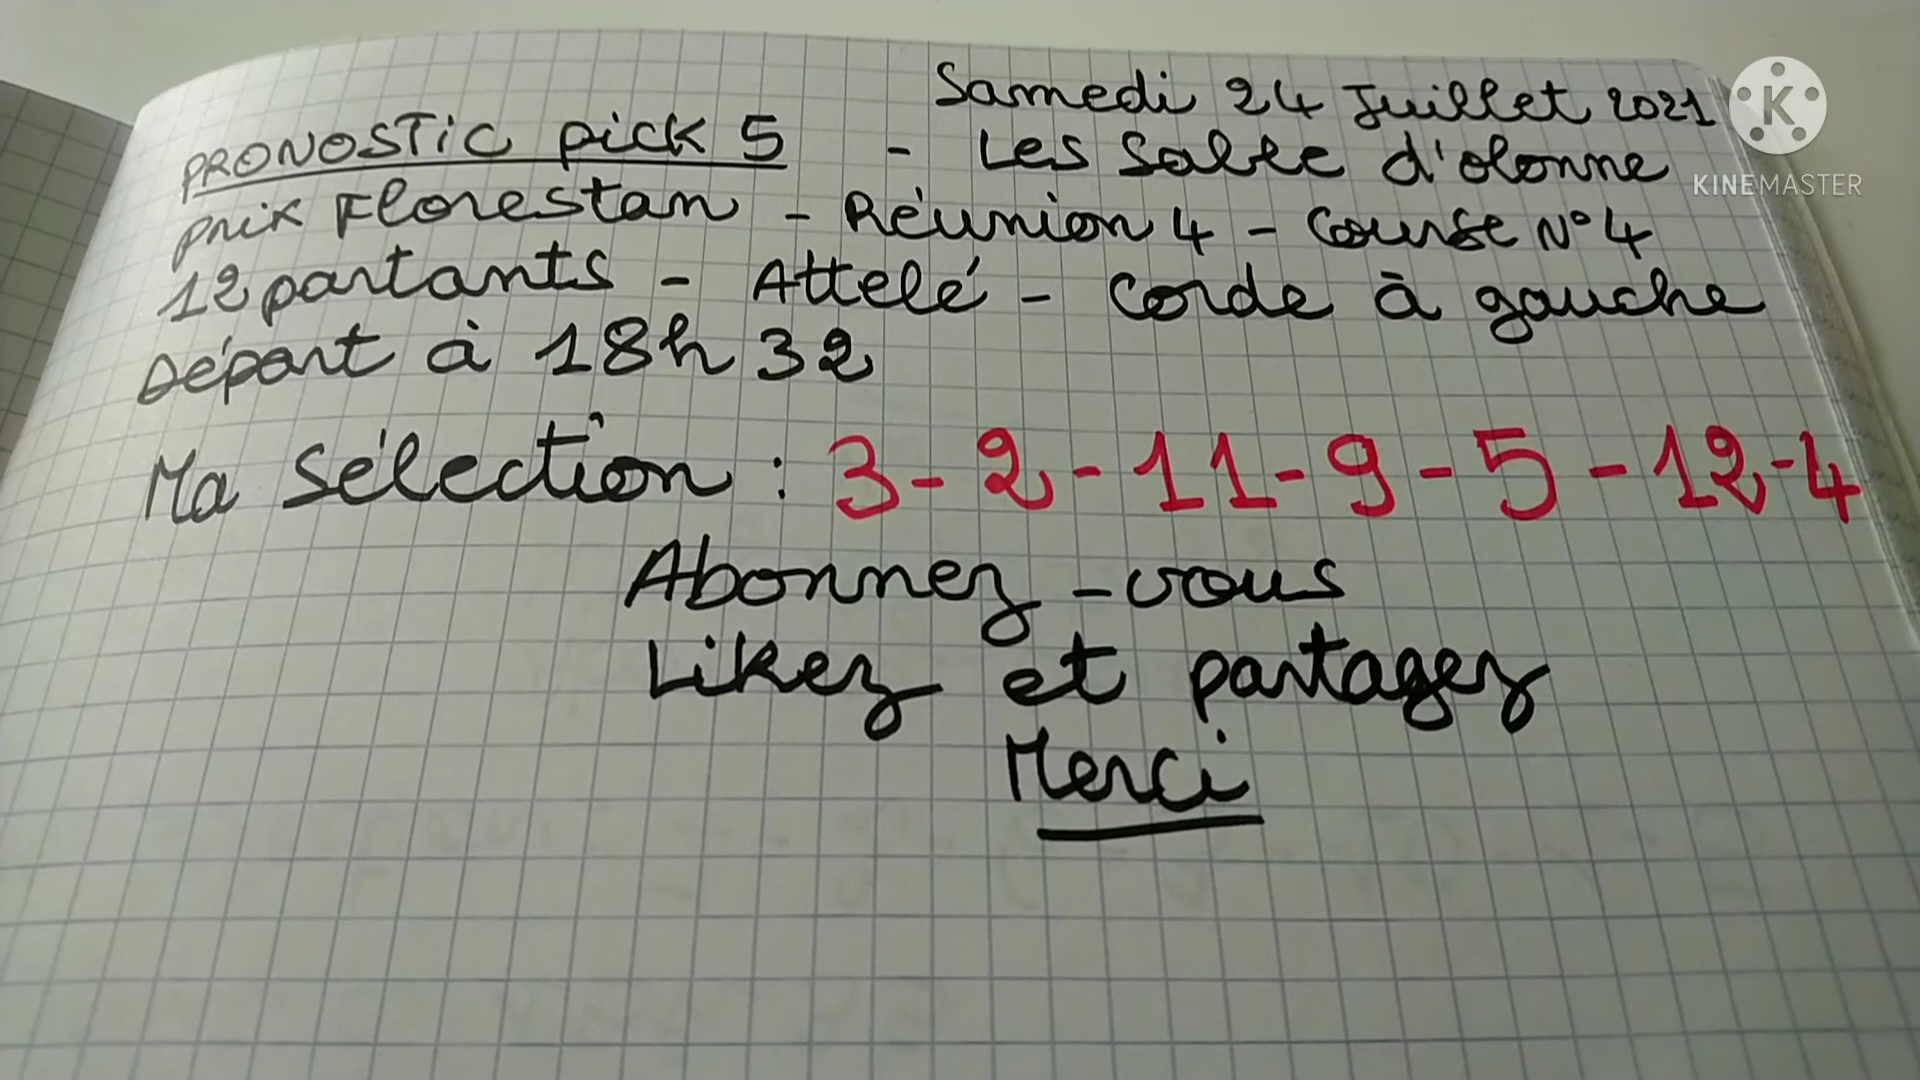 Samedi 24 Juillet 2021
PRONOSTIC pick 5 - Les Sable d'olonne
prix Florestan - Réunion 4 - Course N°4
12 partants - Attelé - Corde à gauche
Départ à 18h32
Ma sélection : 3-2-11-9-5-12-4
Abonnez-vous
Likez et partagez
Merci
K
KINEMASTER